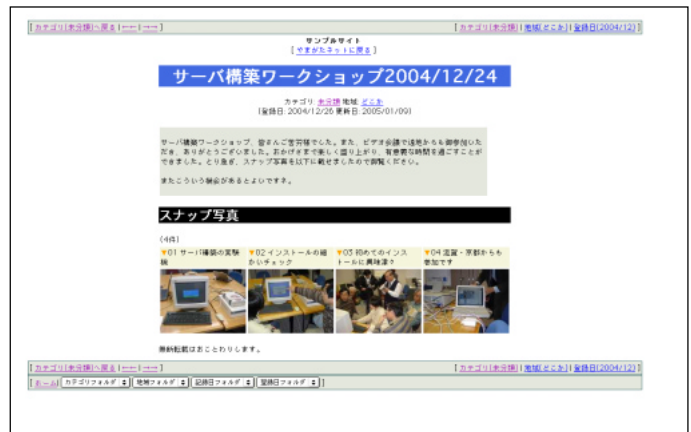 [カテゴリ[未分類]へ戻る | ←← | →→ ] [カテゴリ[未分類] | 地域[どこか] | 登録日(2004/12) ]
サンプルサイト
[ やまがたネットに戻る ]
サーバ構築ワークショップ2004/12/24
カテゴリ: 未分類 地域: どこか
(登録日: 2004/12/26 更新日: 2005/01/09)
サーバ構築ワークショップ、皆さんご苦労様でした。また、ビデオ会議で遠地からも御参加いた
だき、ありがとうございました。おかげさまで楽しく盛り上がり、有意義な時間を過ごすことが
できました。とり急ぎ、スナップ写真を以下に載せましたので御覧ください。
またこういう機会があるとよいですネ。
スナップ写真
(4件)
▼01 サーバ構築の実験機
▼02 インストールの細かいチェック
▼03 初めてのインストールに興味津々
▼04 滋賀・京都からも参加です
無断転載はおことわりします。
[カテゴリ[未分類]へ戻る | ←← | →→ ] [カテゴリ[未分類] | 地域[どこか] | 登録日(2004/12) ]
[ ホーム | カテゴリフォルダ 地域フォルダ 記録日フォルダ 登録日フォルダ ]